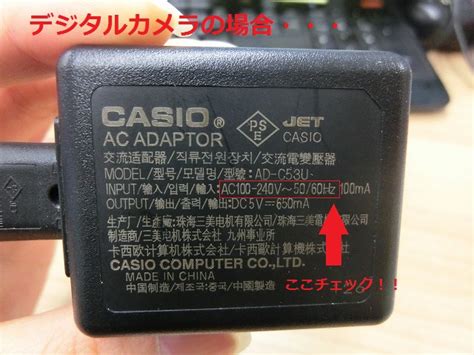 デジタルカメラの場合・・・
CASIO®
PSE
JET
CASIO
AC ADAPTOR
交流适配器/직류전원장치/交流電變壓器
MODEL/型号/모델명/型號:AD-C53U
INPUT/输入/입력/輸入:AC100-240V～50/60Hz 100mA
OUTPUT/输出/출력/輸出:DC5V⎓650mA
生产厂/生產廠:珠海三美电机有限公司/珠海三美電機有限公司
制造商/三美电机株式会社 九州事业所
卡西欧计算机株式会社/卡西歐計算機株式會社
CASIO COMPUTER CO.,LTD.
MADE IN CHINA
中国制造/제조국:중국/中國製造
ここチェック！！